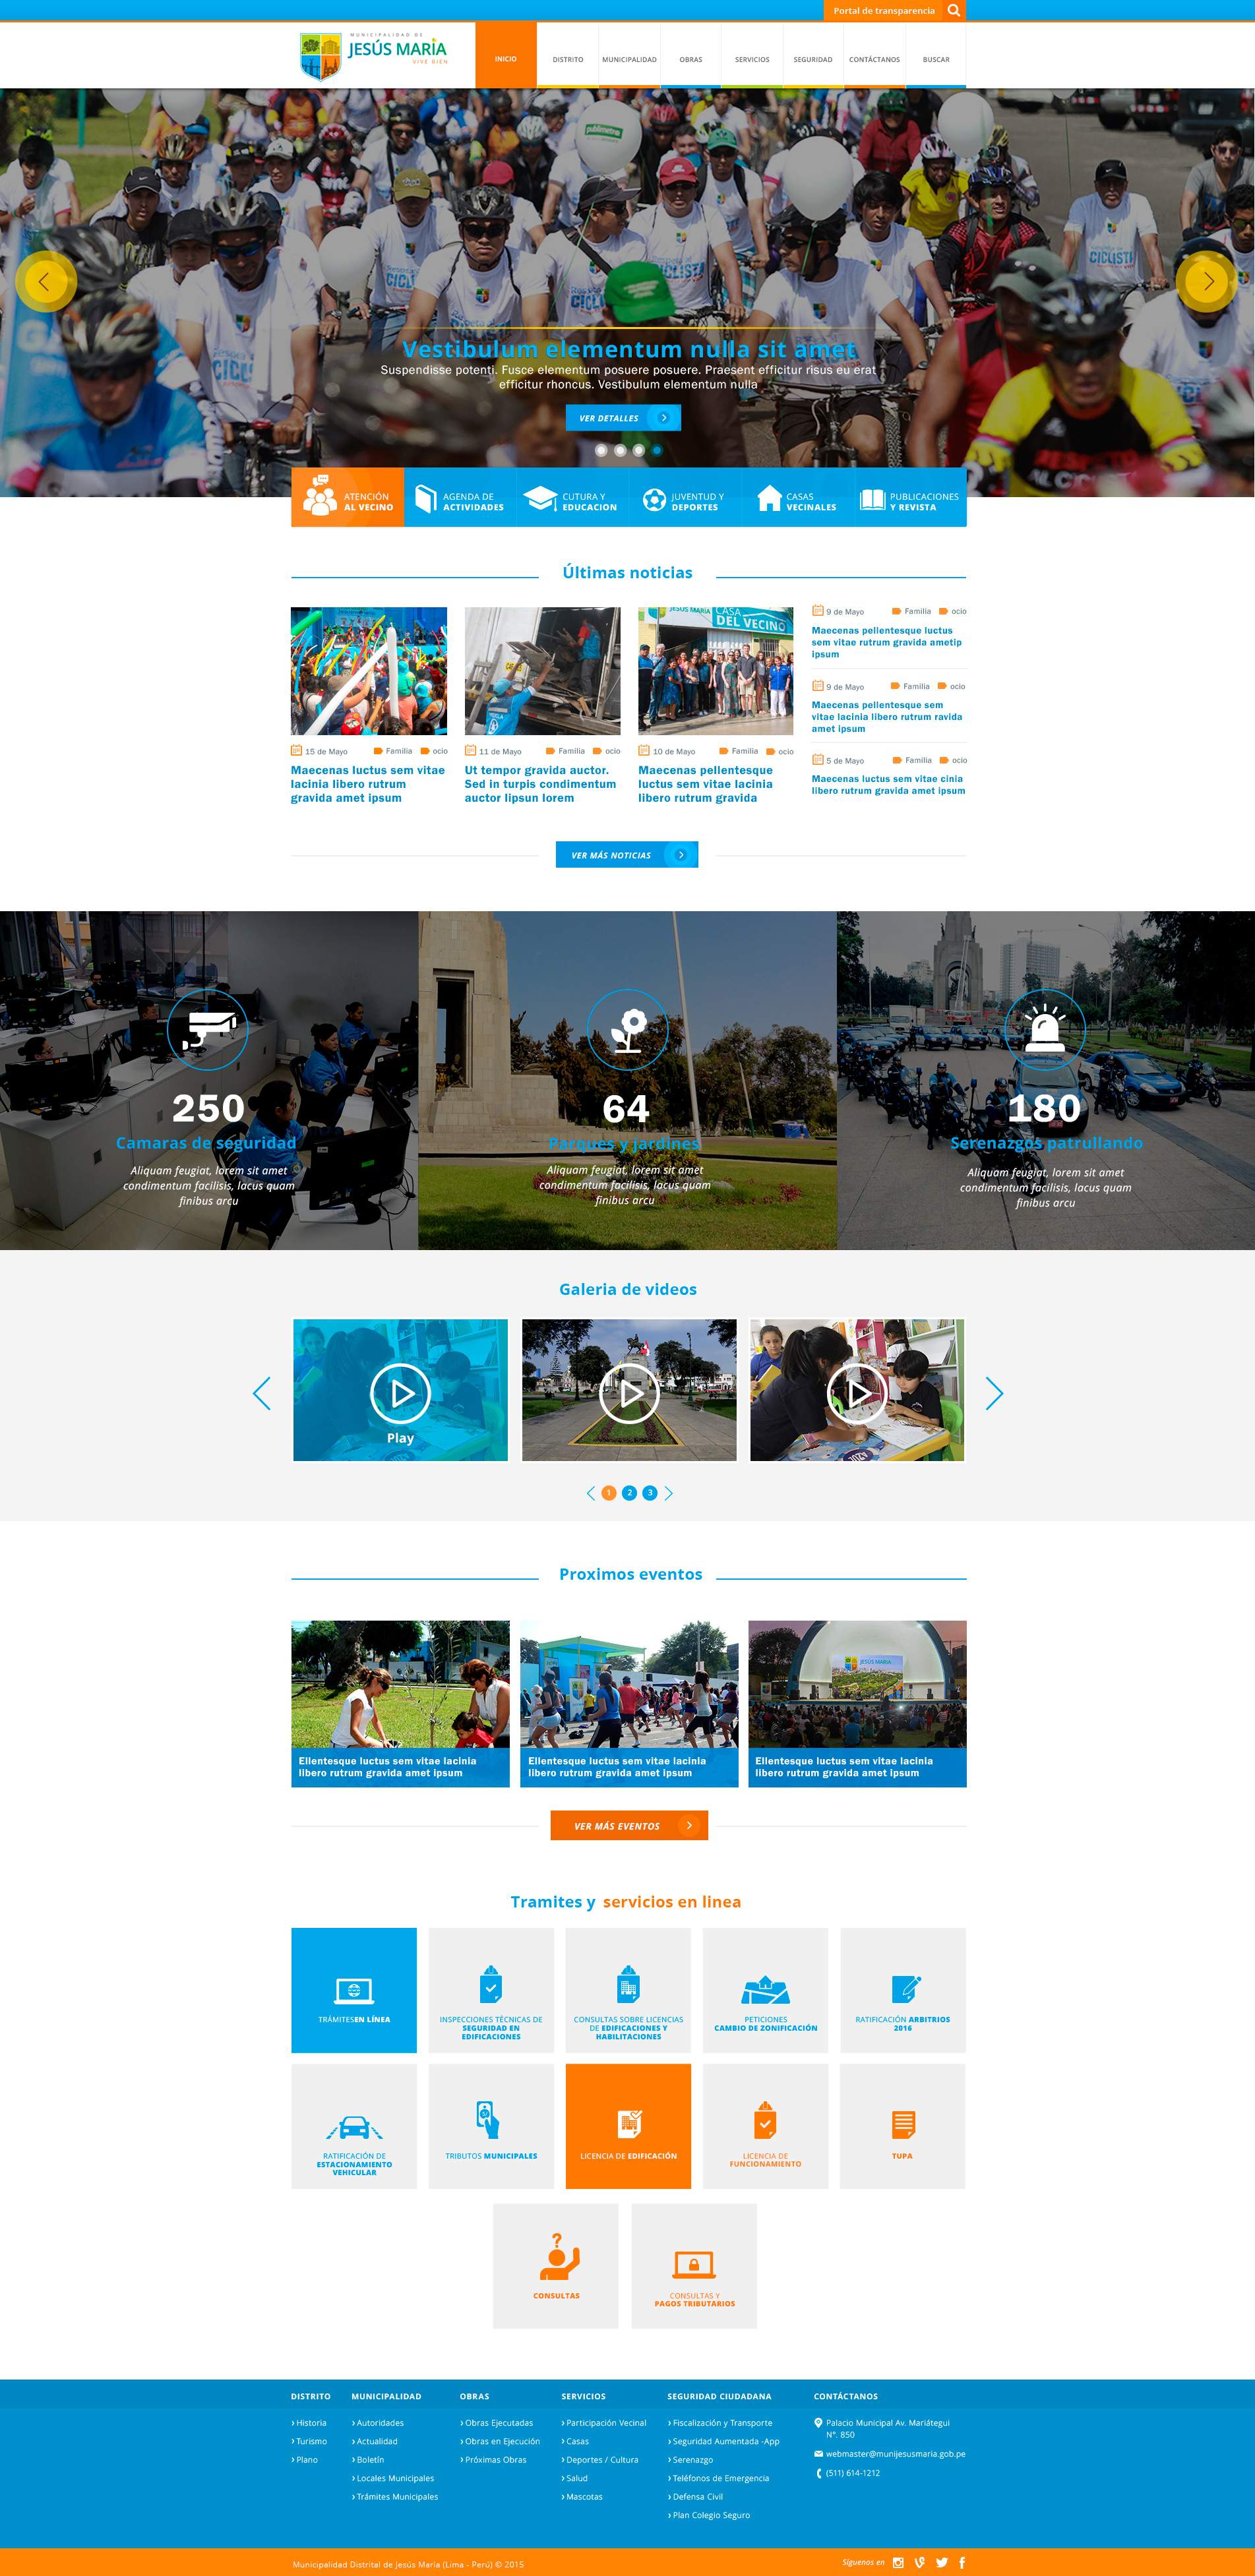 Portal de transparencia
MUNICIPALIDAD DE
JESÚS MARÍA
VIVE BIEN
INICIO
DISTRITO
MUNICIPALIDAD
OBRAS
SERVICIOS
SEGURIDAD
CONTÁCTANOS
BUSCAR
publimetro
Vestibulum elementum nulla sit amet
Suspendisse potenti. Fusce elementum posuere posuere. Praesent efficitur risus eu erat
efficitur rhoncus. Vestibulum elementum nulla
VER DETALLES
ATENCIÓN
AL VECINO
AGENDA DE
ACTIVIDADES
CUTURA Y
EDUCACION
JUVENTUD Y
DEPORTES
CASAS
VECINALES
PUBLICACIONES
Y REVISTA
Últimas noticias
JESÚS MARÍA
CASA
DEL VECINO
15 de Mayo Familia ocio
Maecenas luctus sem vitae
lacinia libero rutrum
gravida amet ipsum
11 de Mayo Familia ocio
Ut tempor gravida auctor.
Sed in turpis condimentum
auctor lipsun lorem
10 de Mayo Familia ocio
Maecenas pellentesque
luctus sem vitae lacinia
libero rutrum gravida
9 de Mayo Familia ocio
Maecenas pellentesque luctus
sem vitae rutrum gravida ametip
ipsum
9 de Mayo Familia ocio
Maecenas pellentesque sem
vitae lacinia libero rutrum ravida
amet ipsum
5 de Mayo Familia ocio
Maecenas luctus sem vitae cinia
libero rutrum gravida amet ipsum
VER MÁS NOTICIAS
250
Camaras de seguridad
Aliquam feugiat, lorem sit amet
condimentum facilisis, lacus quam
finibus arcu
64
Parques y jardines
Aliquam feugiat, lorem sit amet
condimentum facilisis, lacus quam
finibus arcu
180
Serenazgos patrullando
Aliquam feugiat, lorem sit amet
condimentum facilisis, lacus quam
finibus arcu
Galeria de videos
Play
1 2 3
Proximos eventos
JESÚS MARÍA
Ellentesque luctus sem vitae lacinia
libero rutrum gravida amet ipsum
Ellentesque luctus sem vitae lacinia
libero rutrum gravida amet ipsum
Ellentesque luctus sem vitae lacinia
libero rutrum gravida amet ipsum
VER MÁS EVENTOS
Tramites y servicios en linea
TRÁMITESEN LÍNEA
INSPECCIONES TÉCNICAS DE
SEGURIDAD EN
EDIFICACIONES
CONSULTAS SOBRE LICENCIAS
DE EDIFICACIONES Y
HABILITACIONES
PETICIONES
CAMBIO DE ZONIFICACIÓN
RATIFICACIÓN ARBITRIOS
2016
RATIFICACIÓN DE
ESTACIONAMIENTO
VEHICULAR
TRIBUTOS MUNICIPALES
LICENCIA DE EDIFICACIÓN
LICENCIA DE
FUNCIONAMIENTO
TUPA
CONSULTAS
CONSULTAS Y
PAGOS TRIBUTARIOS
DISTRITO
Historia
Turismo
Plano
MUNICIPALIDAD
Autoridades
Actualidad
Boletín
Locales Municipales
Trámites Municipales
OBRAS
Obras Ejecutadas
Obras en Ejecución
Próximas Obras
SERVICIOS
Participación Vecinal
Casas
Deportes / Cultura
Salud
Mascotas
SEGURIDAD CIUDADANA
Fiscalización y Transporte
Seguridad Aumentada -App
Serenazgo
Teléfonos de Emergencia
Defensa Civil
Plan Colegio Seguro
CONTÁCTANOS
Palacio Municipal Av. Mariátegui
N°. 850
webmaster@munijesusmaria.gob.pe
(511) 614-1212
Municipalidad Distrital de Jesús María (Lima - Perú) © 2015
Síguenos en